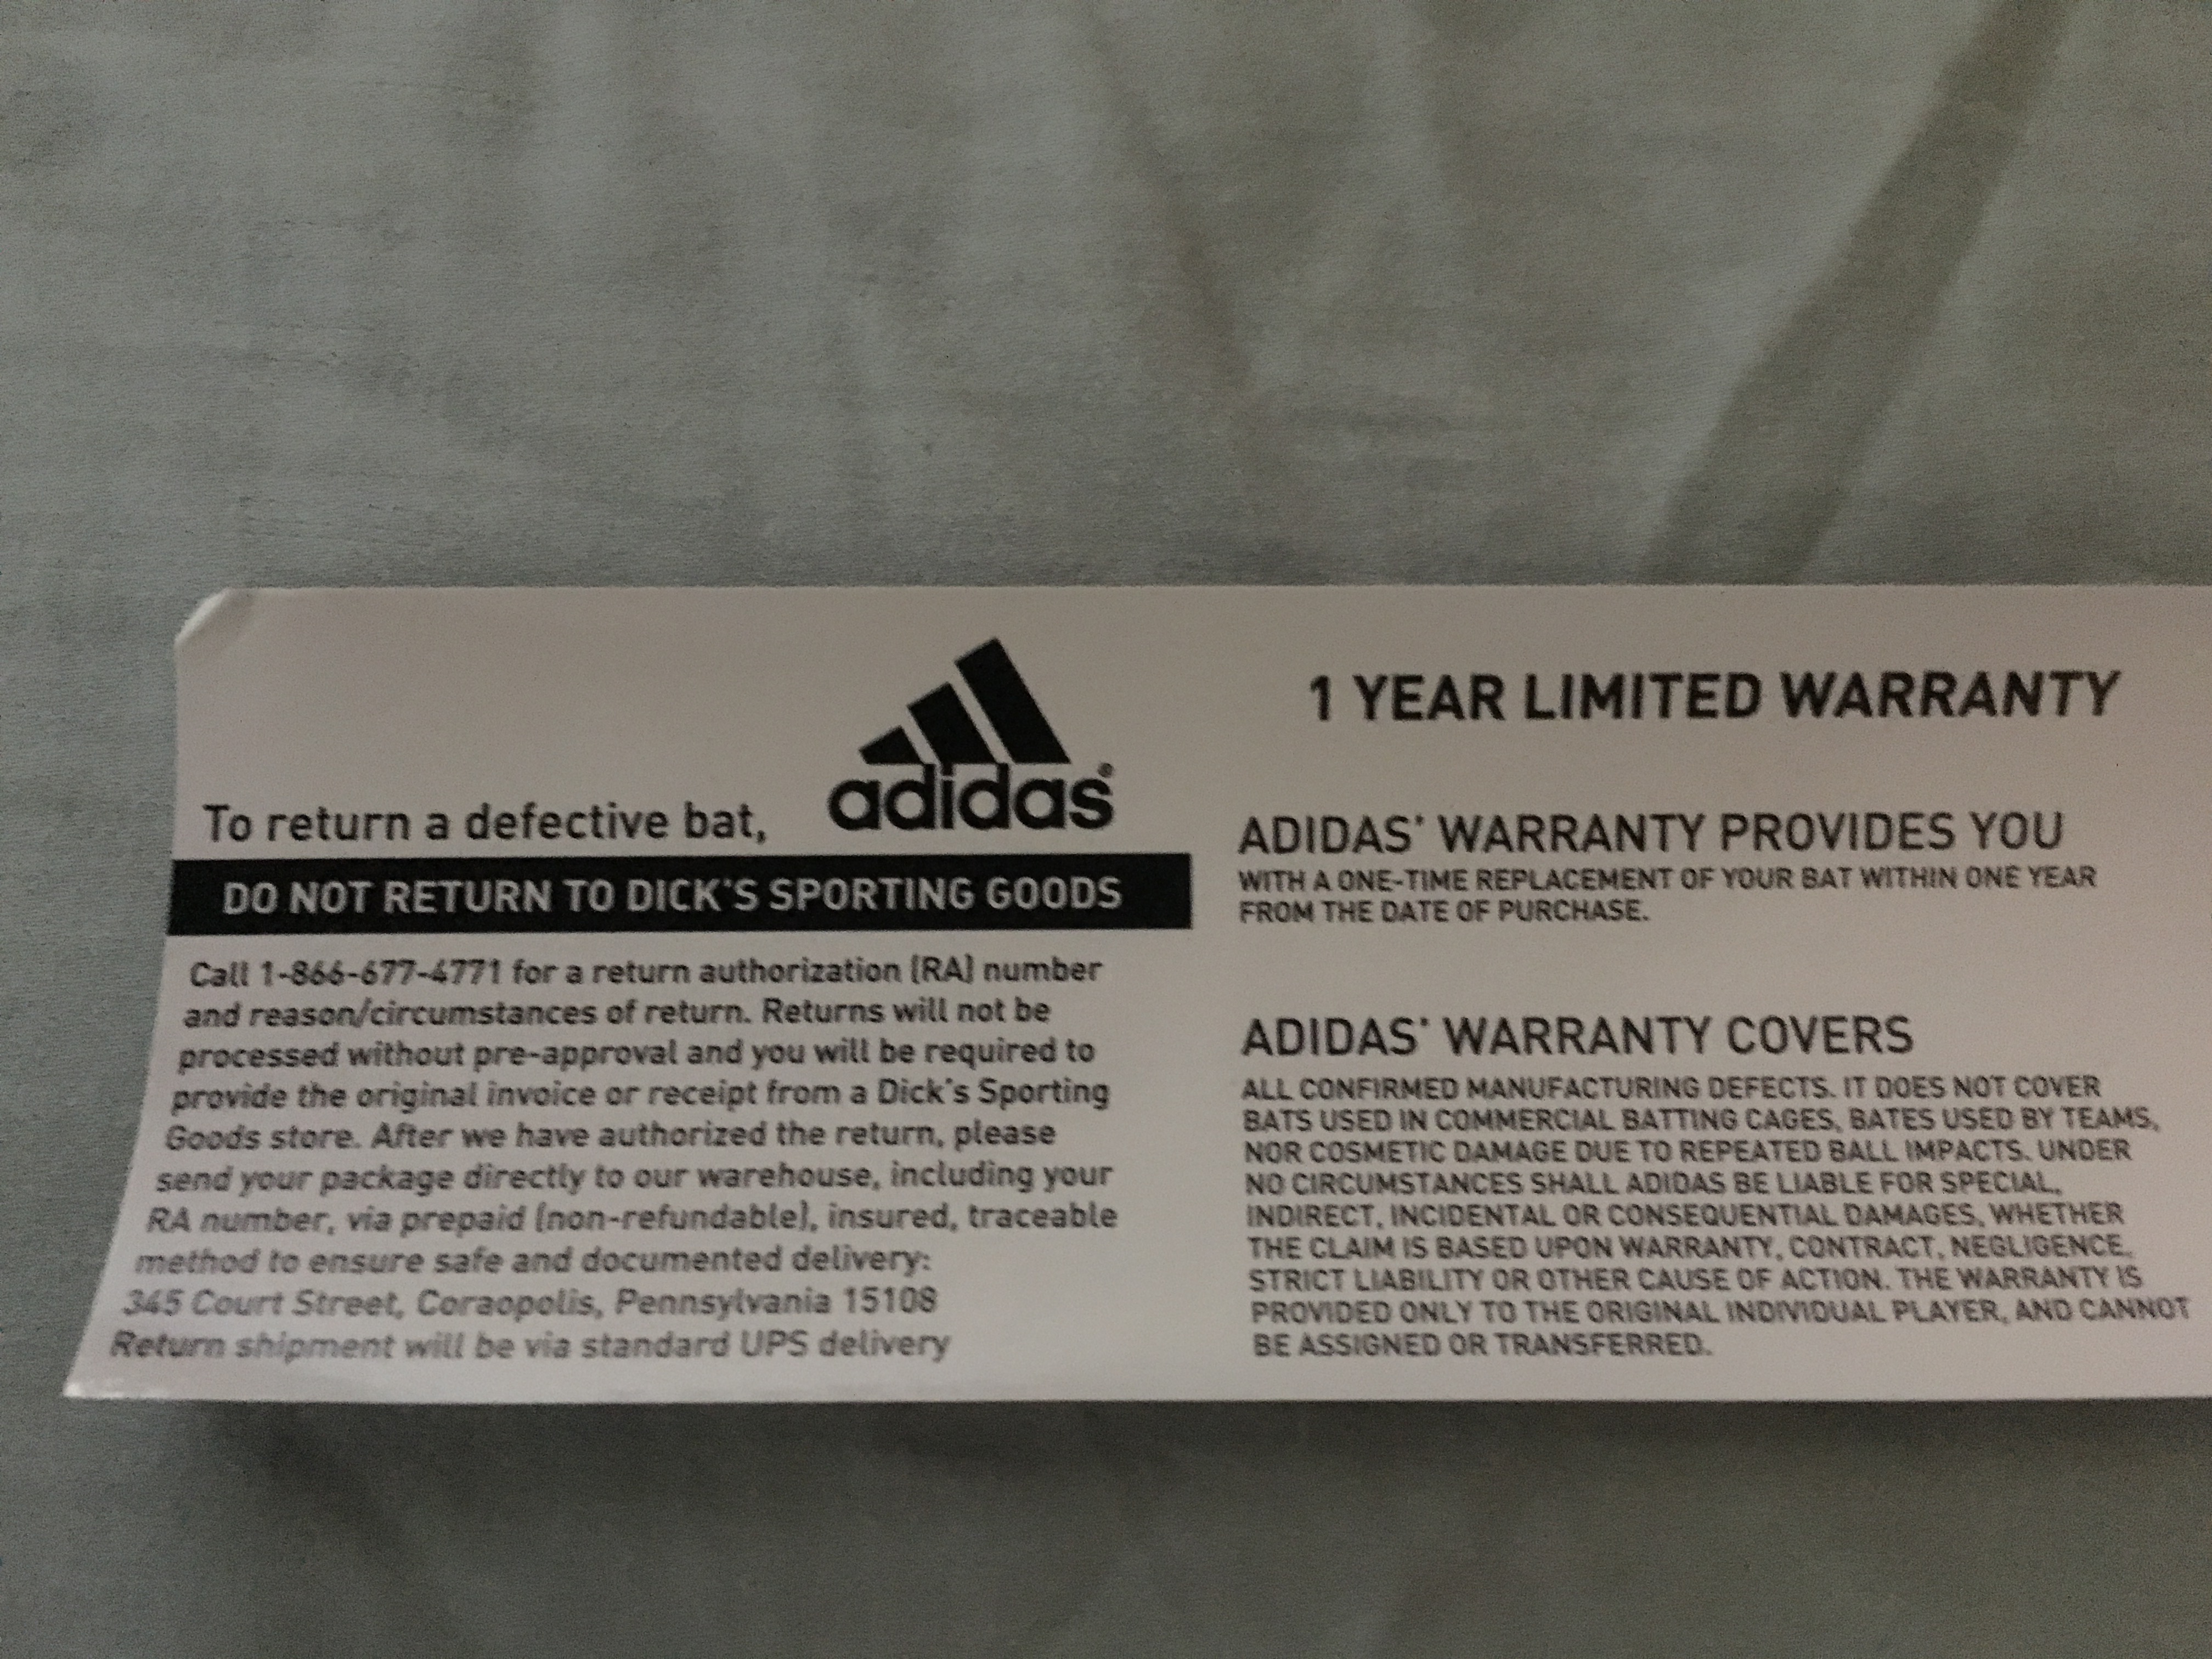 To return a defective bat,
adidas®
DO NOT RETURN TO DICK'S SPORTING GOODS
Call 1-866-677-4771 for a return authorization (RA) number
and reason/circumstances of return. Returns will not be
processed without pre-approval and you will be required to
provide the original invoice or receipt from a Dick's Sporting
Goods store. After we have authorized the return, please
send your package directly to our warehouse, including your
RA number, via prepaid (non-refundable), insured, traceable
method to ensure safe and documented delivery:
345 Court Street, Coraopolis, Pennsylvania 15108
Return shipment will be via standard UPS delivery
1 YEAR LIMITED WARRANTY
ADIDAS' WARRANTY PROVIDES YOU
WITH A ONE-TIME REPLACEMENT OF YOUR BAT WITHIN ONE YEAR
FROM THE DATE OF PURCHASE.
ADIDAS' WARRANTY COVERS
ALL CONFIRMED MANUFACTURING DEFECTS. IT DOES NOT COVER
BATS USED IN COMMERCIAL BATTING CAGES, BATES USED BY TEAMS,
NOR COSMETIC DAMAGE DUE TO REPEATED BALL IMPACTS. UNDER
NO CIRCUMSTANCES SHALL ADIDAS BE LIABLE FOR SPECIAL,
INDIRECT, INCIDENTAL OR CONSEQUENTIAL DAMAGES, WHETHER
THE CLAIM IS BASED UPON WARRANTY, CONTRACT, NEGLIGENCE,
STRICT LIABILITY OR OTHER CAUSE OF ACTION. THE WARRANTY IS
PROVIDED ONLY TO THE ORIGINAL INDIVIDUAL PLAYER, AND CANNOT
BE ASSIGNED OR TRANSFERRED.